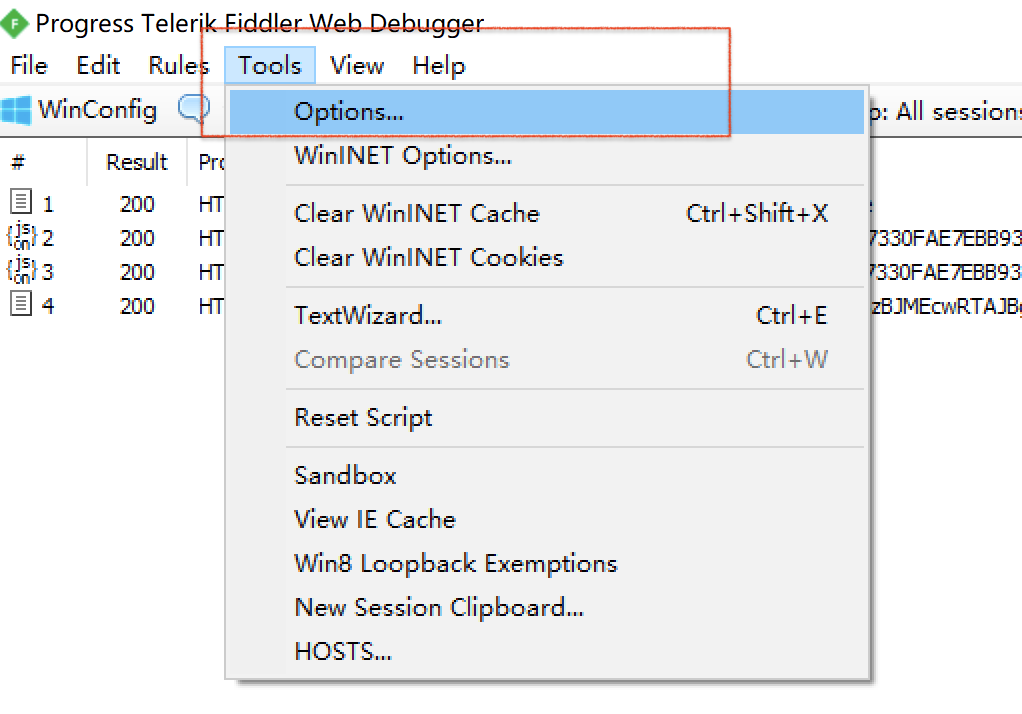 Progress Telerik Fiddler Web Debugger
File Edit Rules Tools View Help
WinConfig Options... All sessions
WinINET Options...
# Result
Clear WinINET Cache Ctrl+Shift+X
1 200 HT
2 200 HT 7330FAE7EBB93
Clear WinINET Cookies
3 200 HT 7330FAE7EBB93
4 200 HT zBJMEcwRTAJBg
TextWizard... Ctrl+E
Compare Sessions Ctrl+W
Reset Script
Sandbox
View IE Cache
Win8 Loopback Exemptions
New Session Clipboard...
HOSTS...